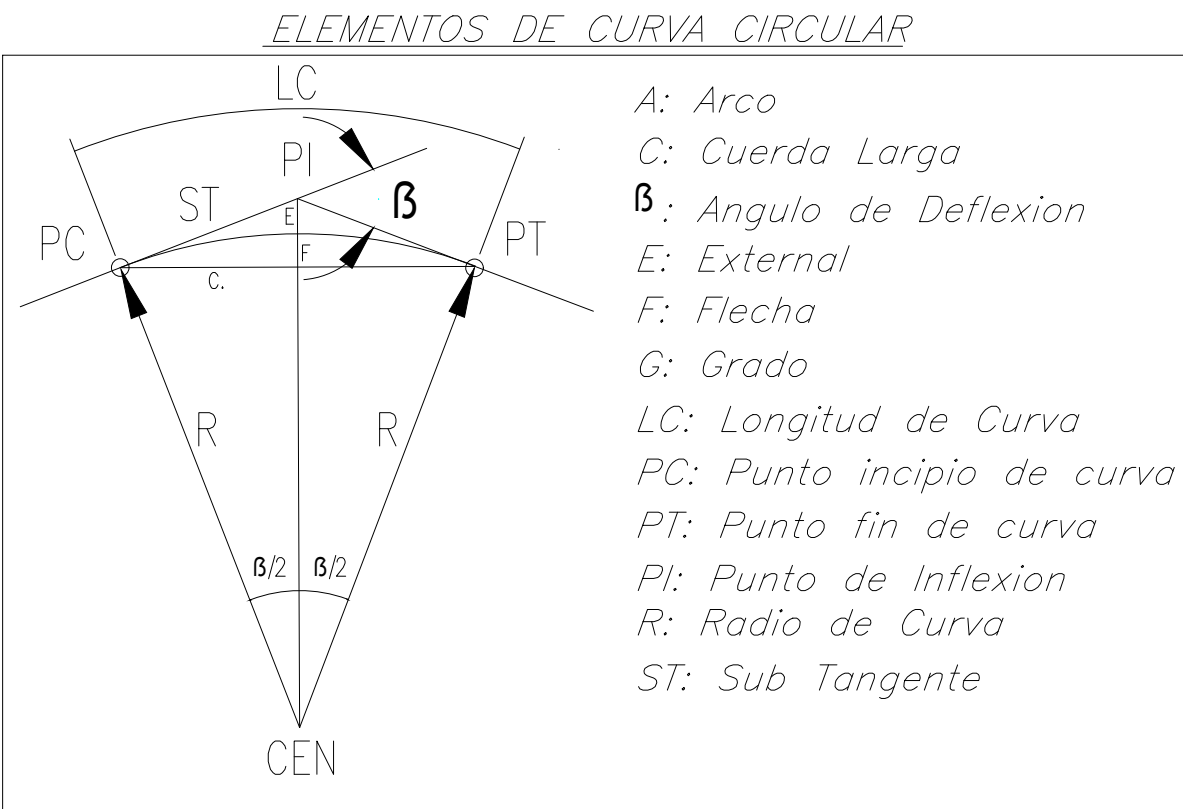 ELEMENTOS DE CURVA CIRCULAR
LC
PI
ST
E
ß
PC
PT
F
C.
R
R
ß/2
ß/2
CEN
A: Arco
C: Cuerda Larga
ß: Angulo de Deflexion
E: External
F: Flecha
G: Grado
LC: Longitud de Curva
PC: Punto incipio de curva
PT: Punto fin de curva
PI: Punto de Inflexion
R: Radio de Curva
ST: Sub Tangente